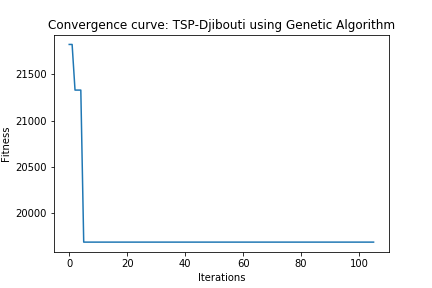 Convergence curve: TSP-Djibouti using Genetic Algorithm
21500
21000
20500
20000
Fitness
0 20 40 60 80 100
Iterations